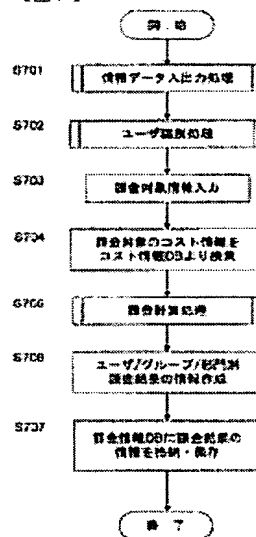 開 始
S701
情報データ入出力処理
S702
ユーザ識別処理
S703
課金対象情報入力
S704
課金対象のコスト情報を
コスト情報DBより検索
課金計算処理
ユーザ/グループ/部門別
課金結果の情報作成
S707
課金情報DBに課金結果の
情報を格納・保存
終 了